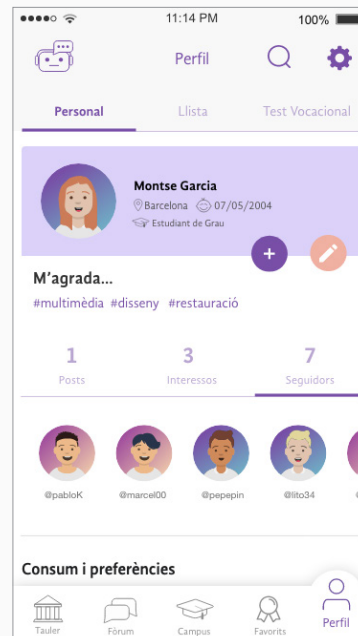 11:14 PM 100%
Perfil
Personal Llista Test Vocacional
Montse Garcia
Barcelona 07/05/2004
Estudiant de Grau
M'agrada...
#multimèdia #disseny #restauració
1 3 7
Posts Interessos Seguidors
@pabloK @marcel00 @pepepin @lito34
Consum i preferències
Tauler Fòrum Campus Favorits Perfil